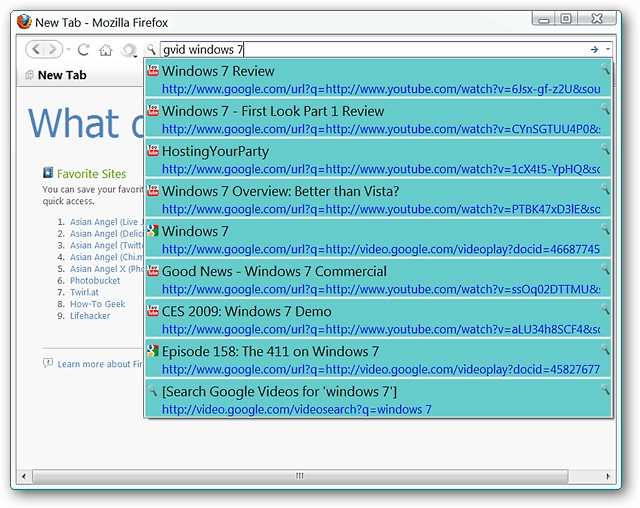 New Tab - Mozilla Firefox
gvid windows 7
New Tab
What
Favorite Sites
You can save your
quick access.
1. Asian Angel (Live
2. Asian Angel
3. Asian Angel
4. Asian Angel
5. Asian Angel X
6. Photobucket
7. Twirl.at
8. How-To Geek
9. Lifehacker
Learn more about
Windows 7 Review
http://www.google.com/url?q=http://www.youtube.com/watch?v=6Jsx-gf-z2U&sou
Windows 7 - First Look Part 1 Review
http://www.google.com/url?q=http://www.youtube.com/watch?v=CYnSGTUU4P0&s
HostingYourParty
http://www.google.com/url?q=http://www.youtube.com/watch?v=1cX4t5-YpHQ&sc
Windows 7 Overview: Better than Vista?
http://www.google.com/url?q=http://www.youtube.com/watch?v=PTBK47xD3lE&so
Windows 7
http://www.google.com/url?q=http://video.google.com/videoplay?docid=46687745
Good News - Windows 7 Commercial
http://www.google.com/url?q=http://www.youtube.com/watch?v=ssOq02DTTMU&
CES 2009: Windows 7 Demo
http://www.google.com/url?q=http://www.youtube.com/watch?v=aLU34h8SCF4&sc
Episode 158: The 411 on Windows 7
http://www.google.com/url?q=http://video.google.com/videoplay?docid=45827677
[Search Google Videos for 'windows 7']
http://video.google.com/videosearch?q=windows 7